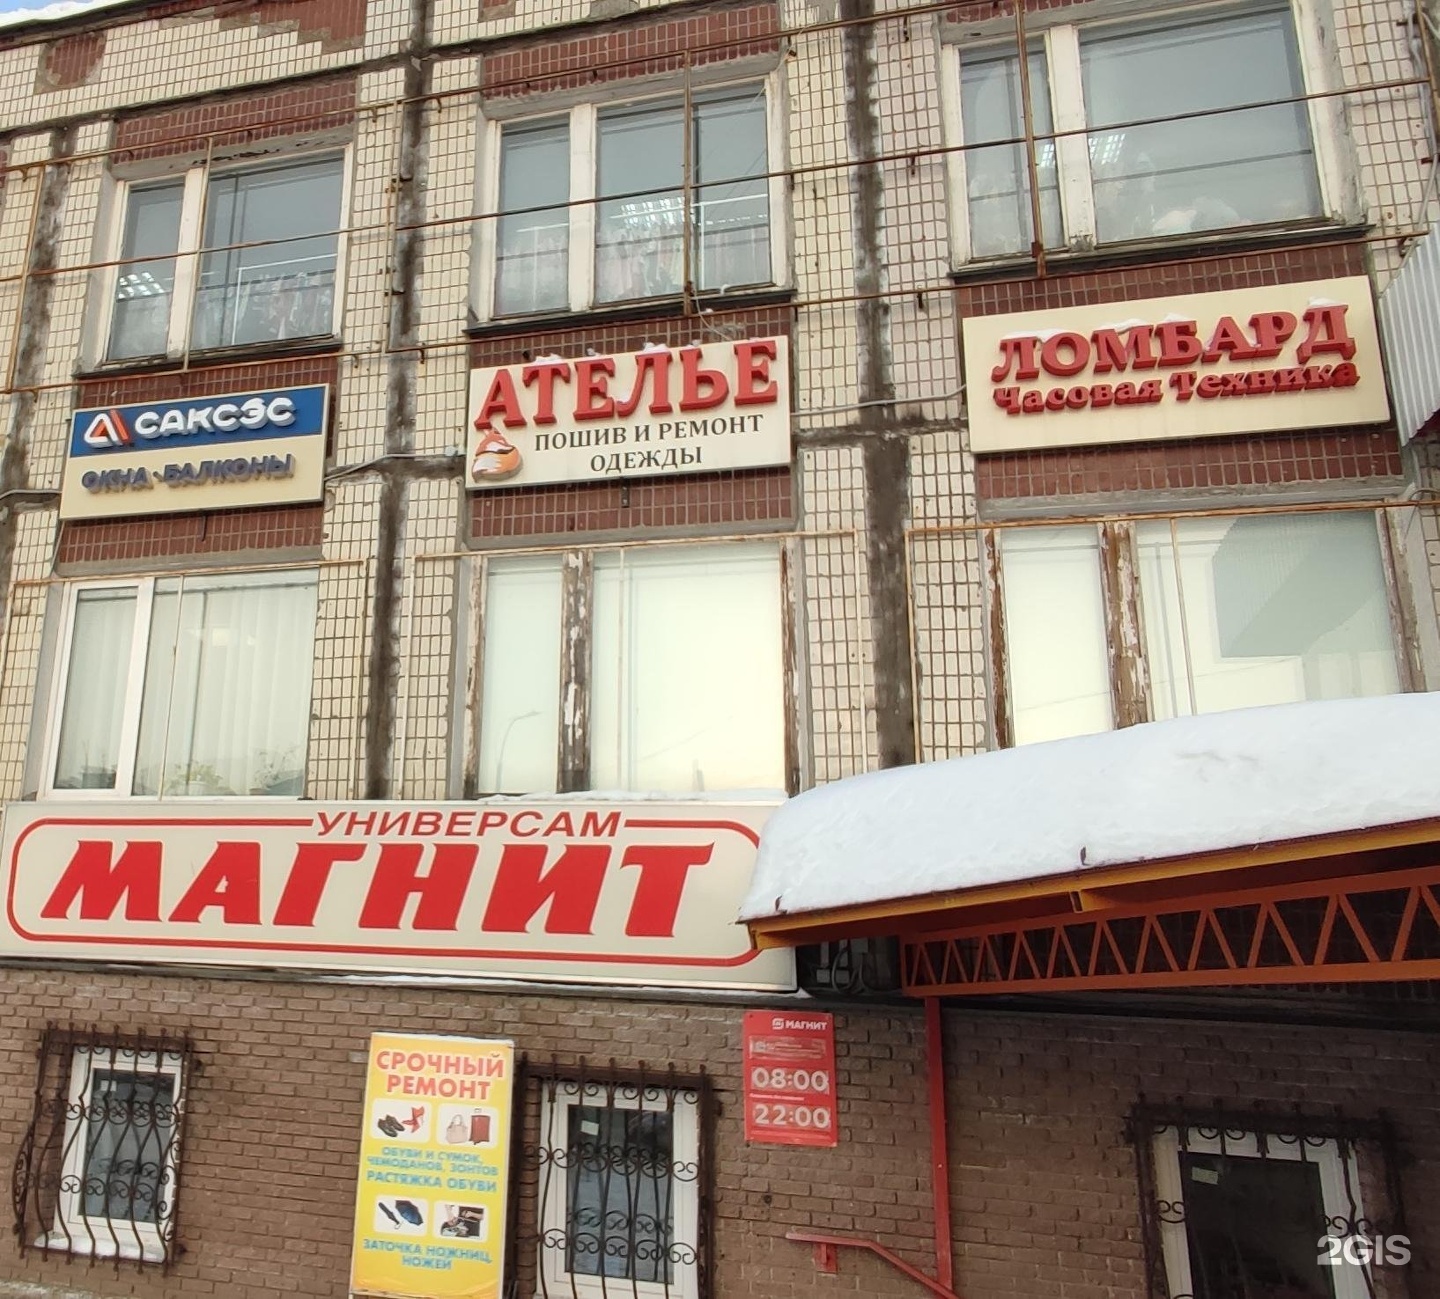 САКСЭС
ОКНА · БАЛКОНЫ
АТЕЛЬЕ
ПОШИВ И РЕМОНТ
ОДЕЖДЫ
ЛОМБАРД
Часовая Техника
УНИВЕРСАМ
МАГНИТ
СРОЧНЫЙ
РЕМОНТ
ОБУВИ И СУМОК,
ЧЕМОДАНОВ, ЗОНТОВ
РАСТЯЖКА ОБУВИ
ЗАТОЧКА НОЖНИЦ,
НОЖЕЙ
МАГНИТ
08:00
22:00
2GIS